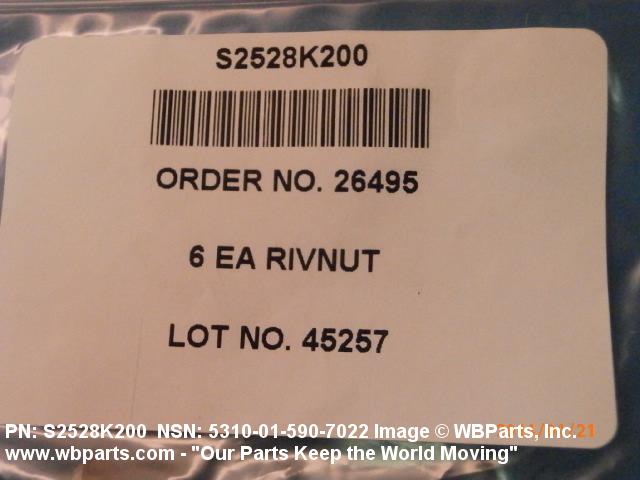 S2528K200
ORDER NO. 26495
6 EA RIVNUT
LOT NO. 45257
PN: S2528K200 NSN: 5310-01-590-7022 Image © WBParts, Inc.
www.wbparts.com - "Our Parts Keep the World Moving"